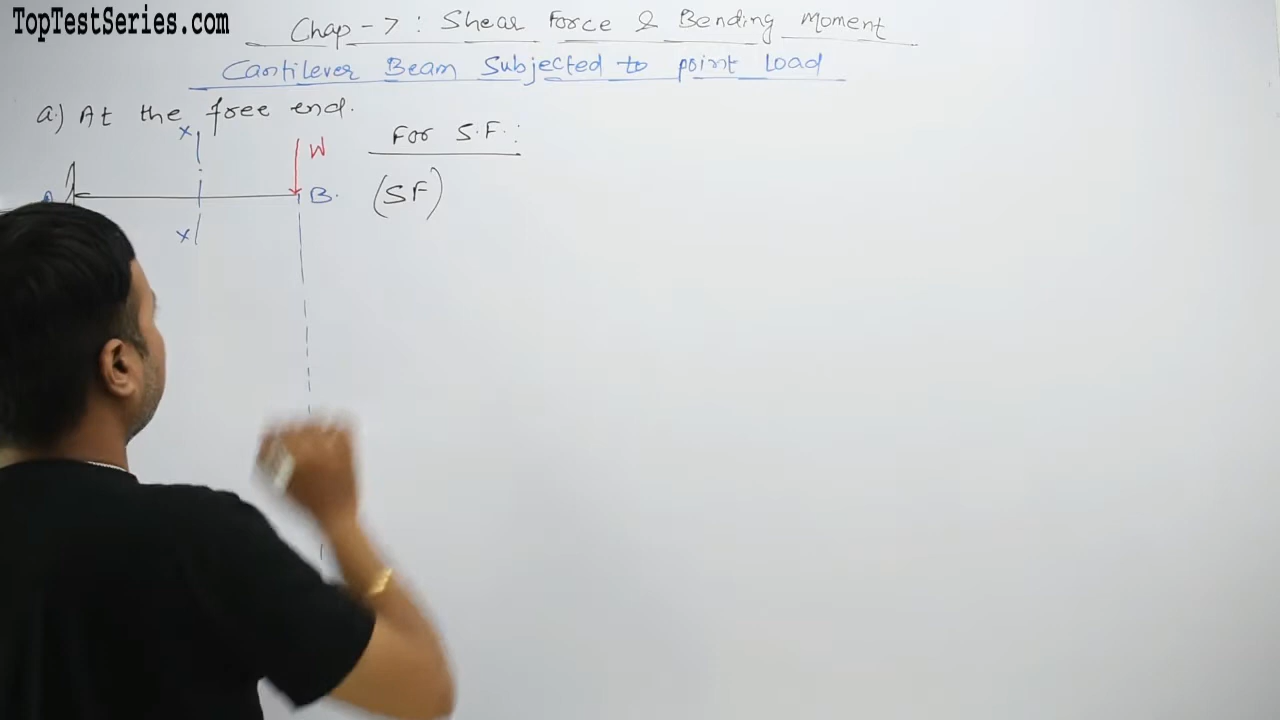 TopTestSeries.com
Chap - 7 : Shear Force & Bending Moment
Cantilever Beam Subjected to point Load
a.) At the free end.
For S.F. :
x
W
B.
(SF)
x